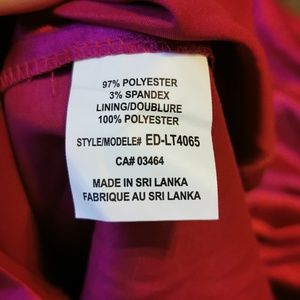 97% POLYESTER
3% SPANDEX
LINING/DOUBLURE
100% POLYESTER
STYLE/MODELE# ED-LT4065
CA# 03464
MADE IN SRI LANKA
FABRIQUE AU SRI LANKA